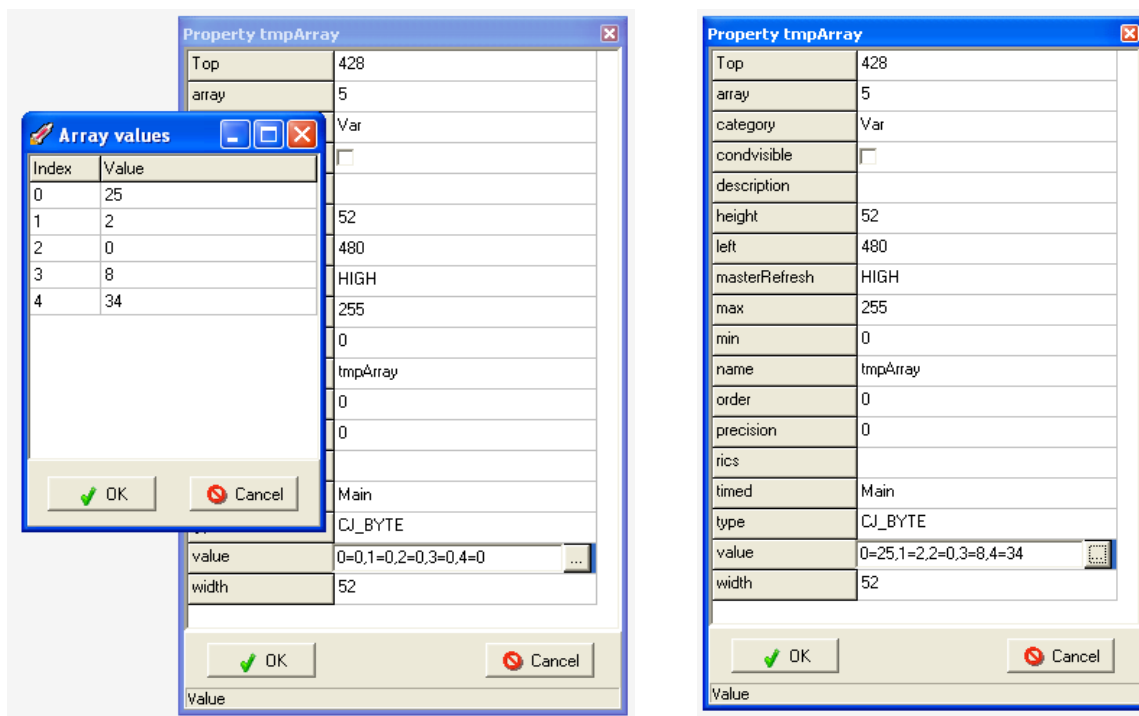 Property tmpArray
Top 428
array 5
Var
52
480
HIGH
255
0
tmpArray
0
0
Main
CJ_BYTE
value 0=0,1=0,2=0,3=0,4=0 ...
width 52
OK Cancel
Value
Array values
Index Value
0 25
1 2
2 0
3 8
4 34
OK Cancel
Property tmpArray
Top 428
array 5
category Var
condvisible
description
height 52
left 480
masterRefresh HIGH
max 255
min 0
name tmpArray
order 0
precision 0
rics
timed Main
type CJ_BYTE
value 0=25,1=2,2=0,3=8,4=34 ...
width 52
OK Cancel
Value